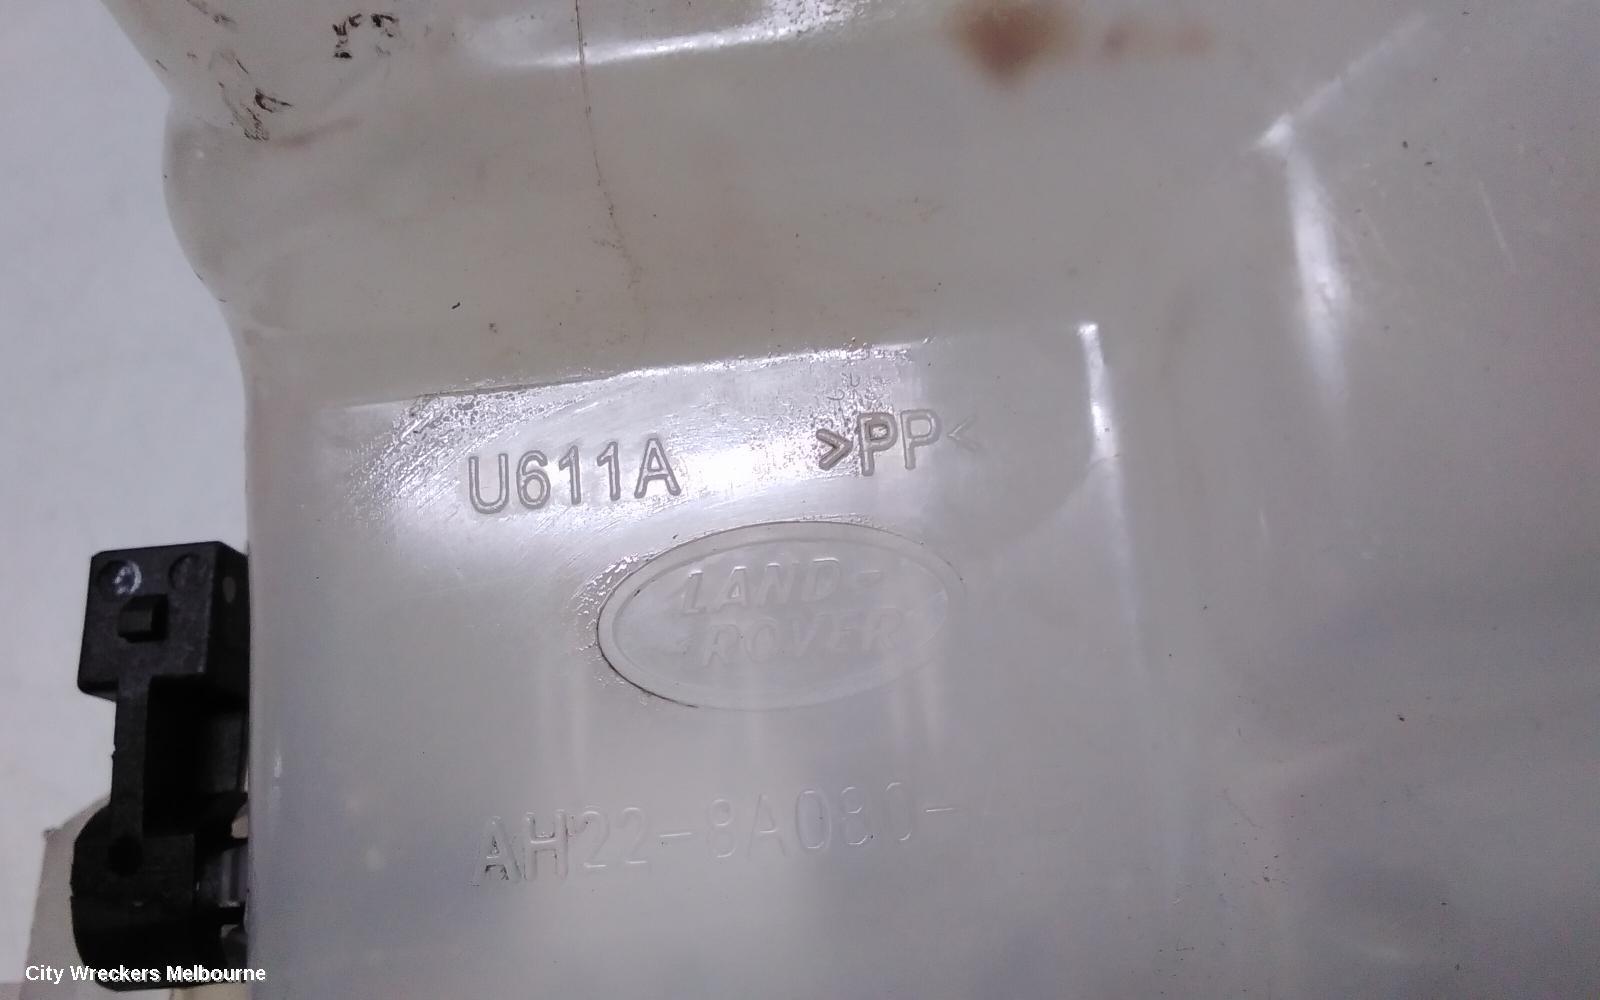 U611A >PP<
LAND-
ROVER
AH22-8A080-
City Wreckers Melbourne